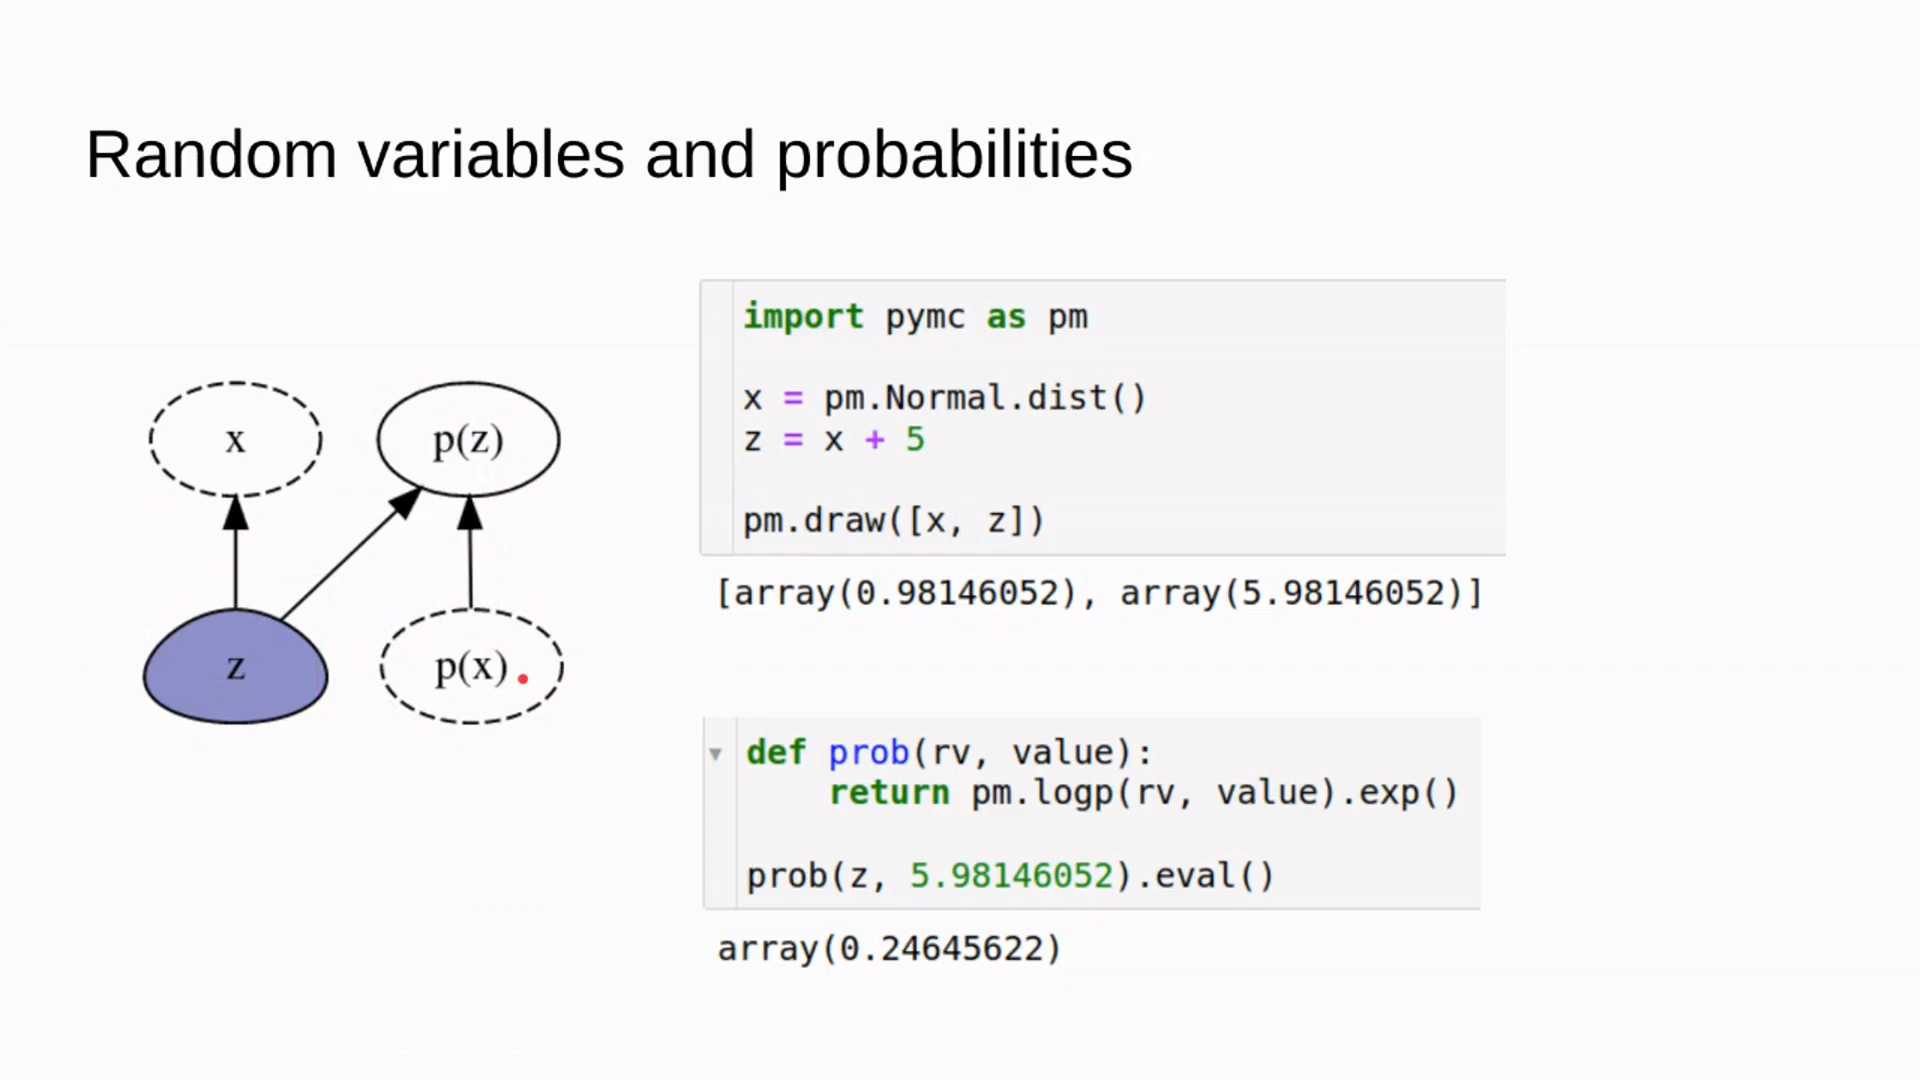 Random variables and probabilities
x
p(z)
z
p(x)
import pymc as pm
x = pm.Normal.dist()
z = x + 5
pm.draw([x, z])
[array(0.98146052), array(5.98146052)]
def prob(rv, value):
return pm.logp(rv, value).exp()
prob(z, 5.98146052).eval()
array(0.24645622)